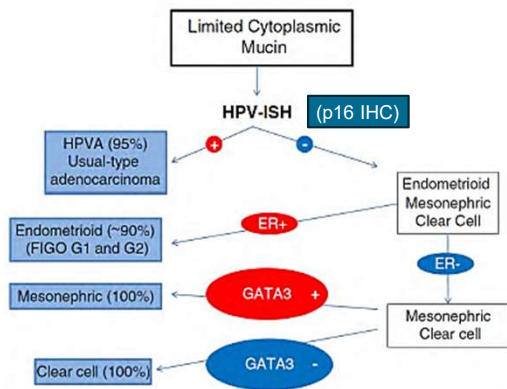 Limited Cytoplasmic
Mucin
HPV-ISH
(p16 IHC)
+
-
HPVA (95%)
Usual-type
adenocarcinoma
Endometrioid
Mesonephric
Clear Cell
ER+
Endometrioid (~90%)
(FIGO G1 and G2)
ER-
GATA3 +
Mesonephric (100%)
Mesonephric
Clear cell
GATA3 -
Clear cell (100%)